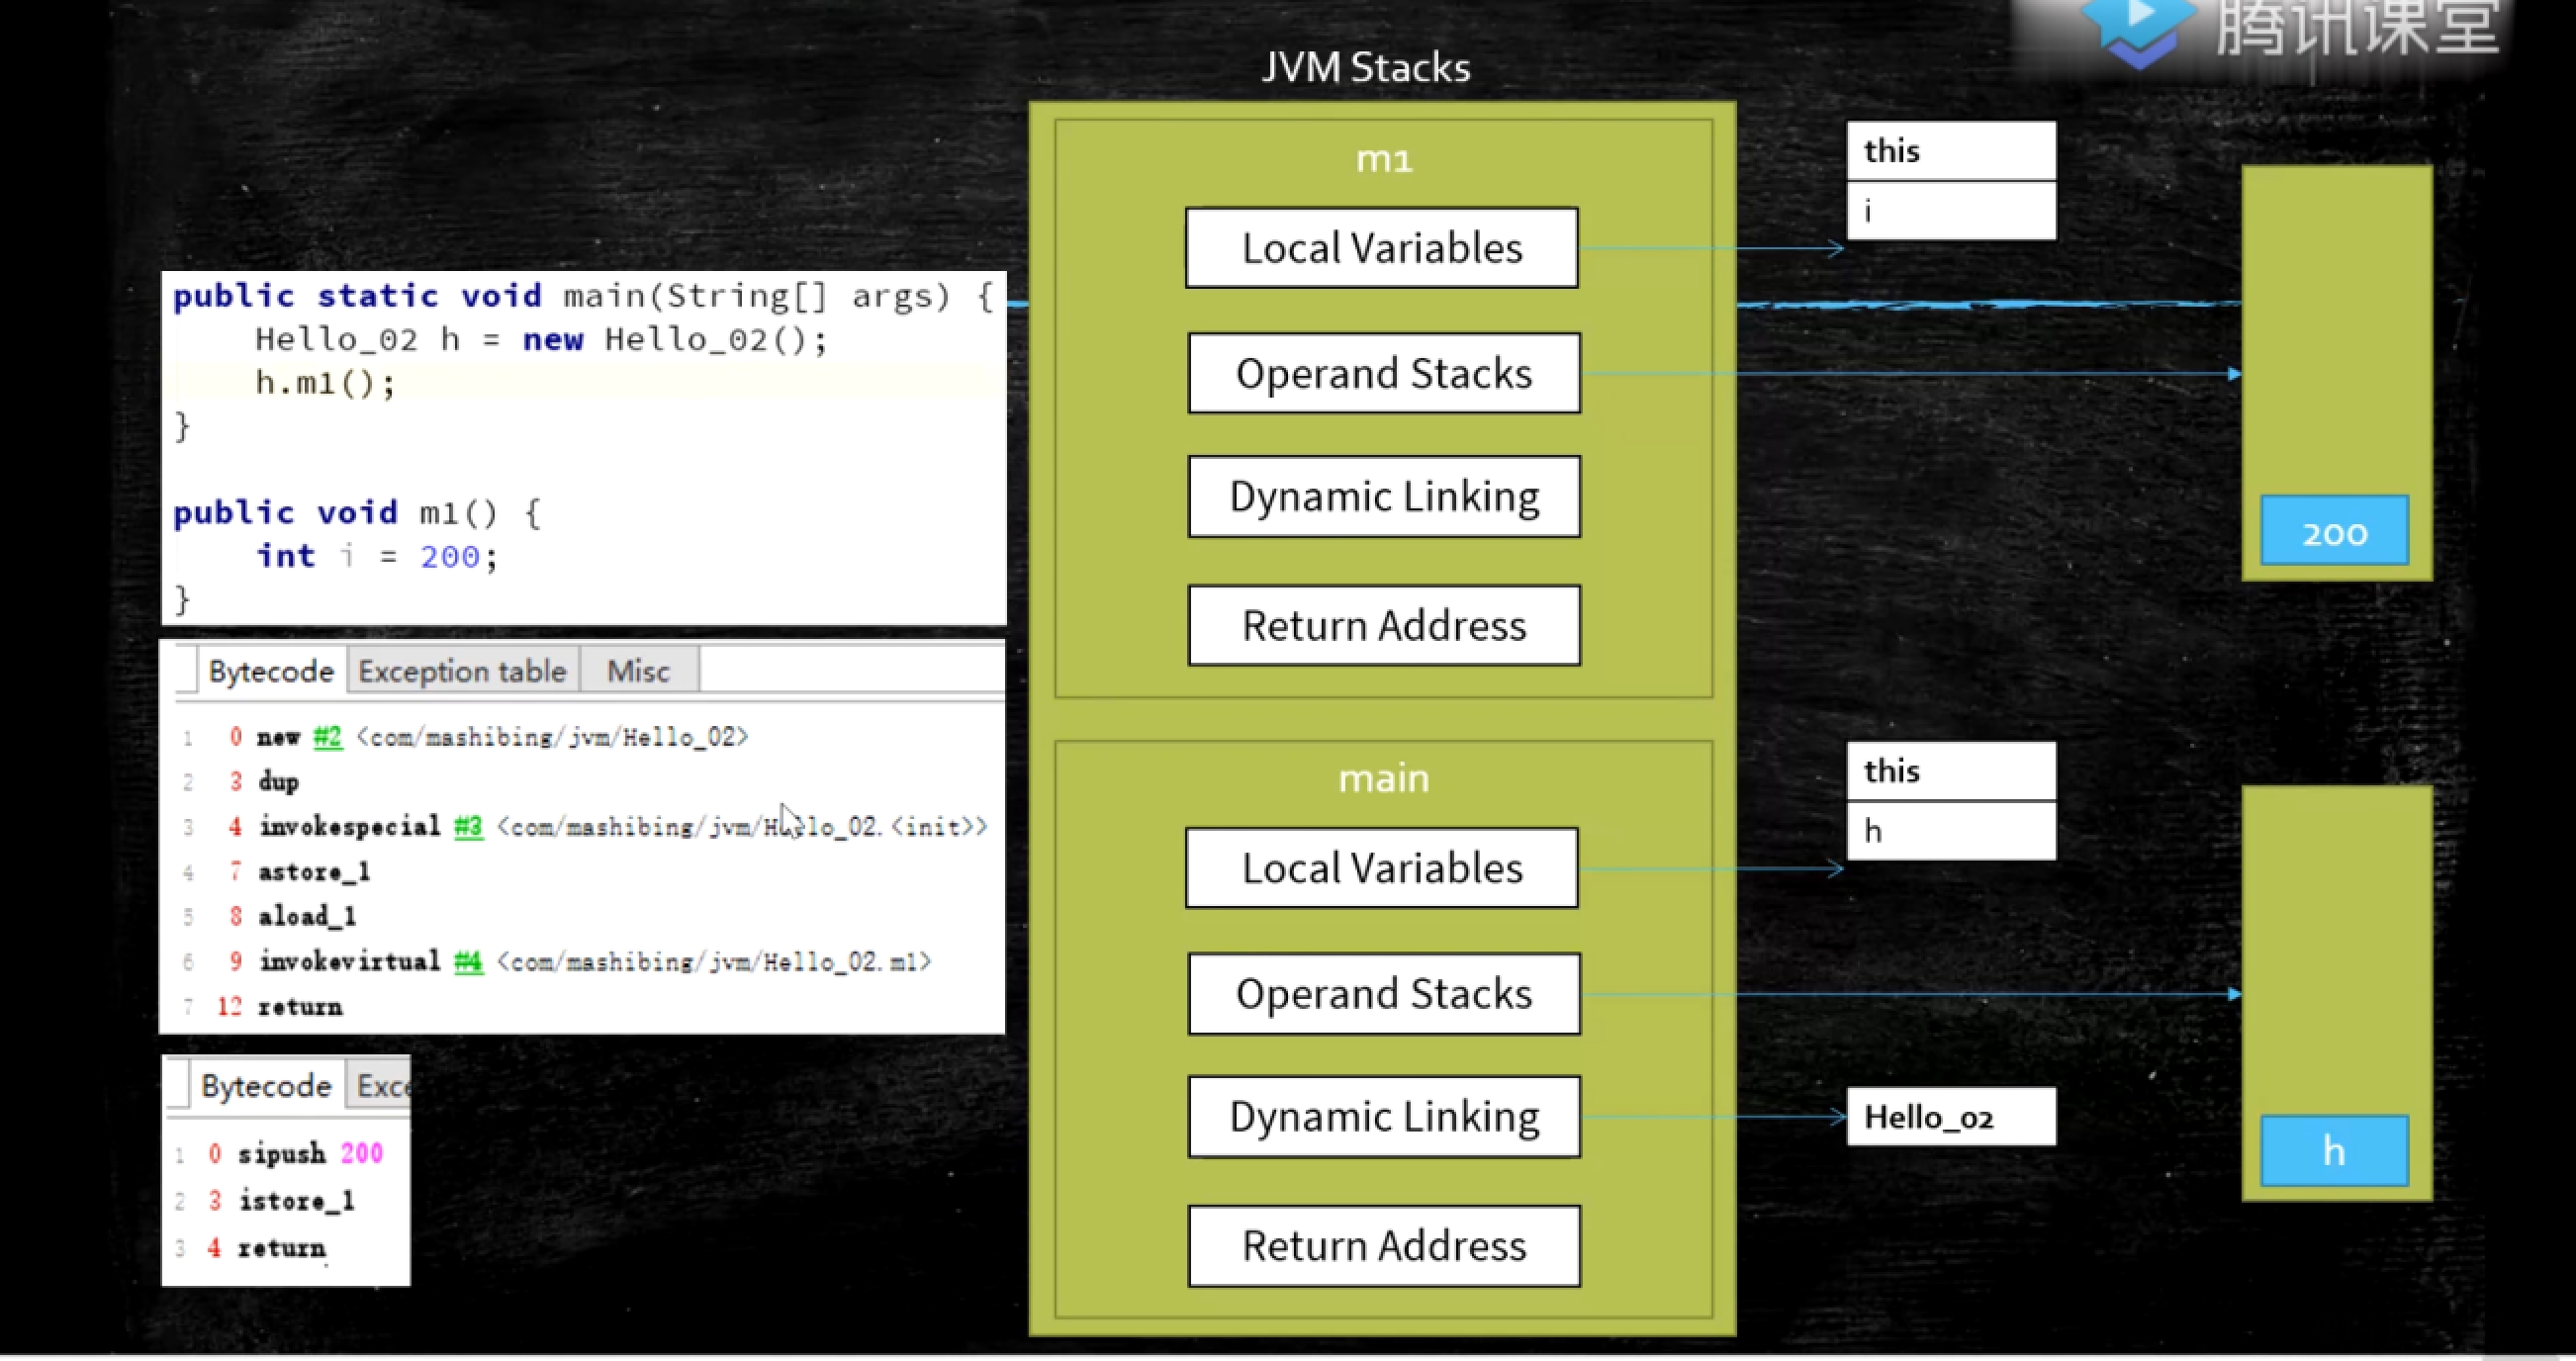 腾讯课堂
JVM Stacks
public static void main(String[] args) {
Hello_02 h = new Hello_02();
h.m1();
}
public void m1() {
int i = 200;
}
Bytecode Exception table Misc
1 0 new #2 <com/mashibing/jvm/Hello_02>
2 3 dup
3 4 invokespecial #3 <com/mashibing/jvm/Hello_02.<init>>
4 7 astore_1
5 8 aload_1
6 9 invokevirtual #4 <com/mashibing/jvm/Hello_02.m1>
7 12 return
Bytecode Exce
1 0 sipush 200
2 3 istore_1
3 4 return
m1
Local Variables
Operand Stacks
Dynamic Linking
Return Address
this
i
200
main
Local Variables
Operand Stacks
Dynamic Linking
Return Address
this
h
Hello_02
h